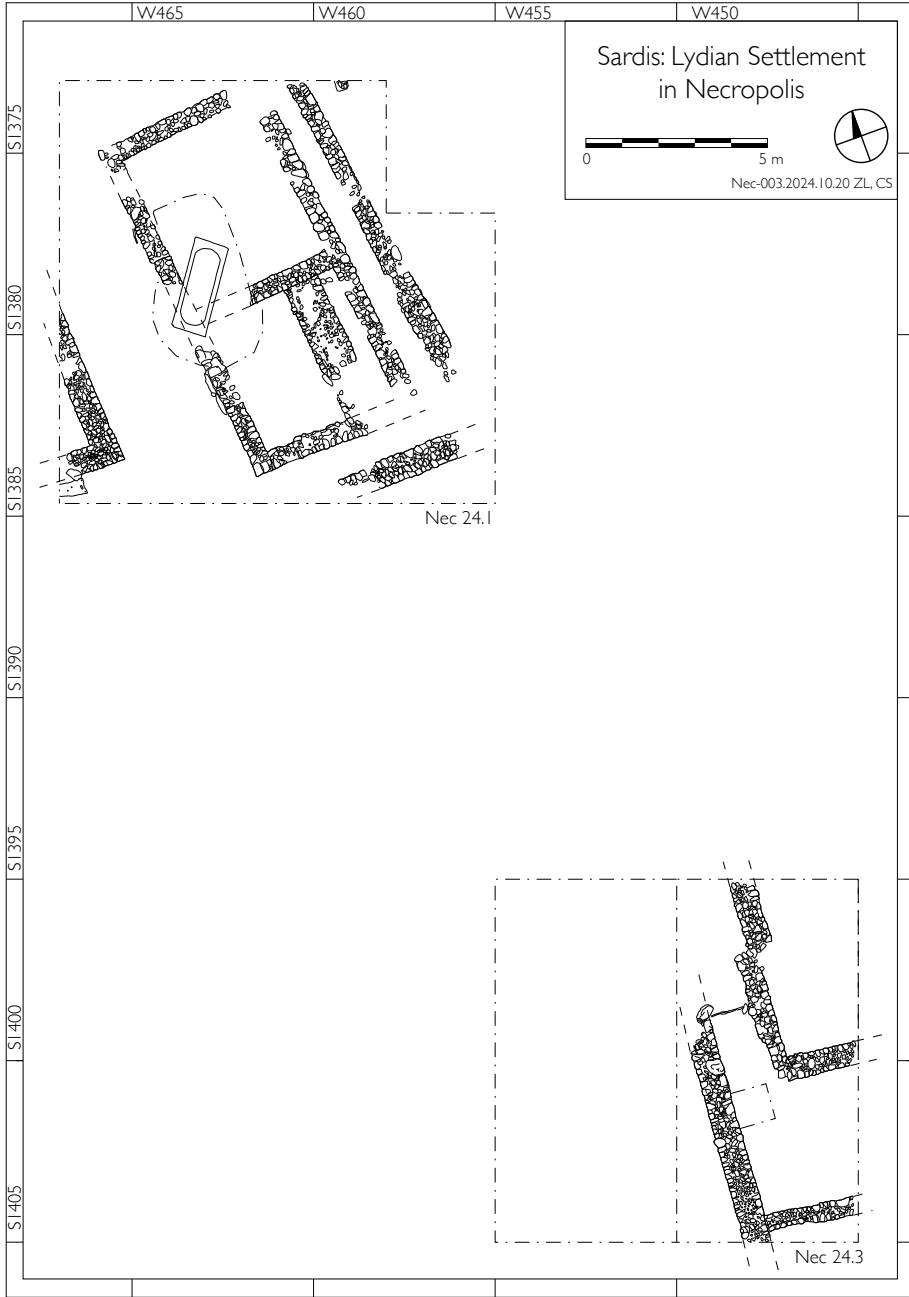 W465 W460 W455 W450
Sardis: Lydian Settlement
in Necropolis
0 5 m
Nec-003.2024.10.20 ZL, CS
S1375
S1380
S1385
S1390
S1395
S1400
S1405
Nec 24.1
Nec 24.3